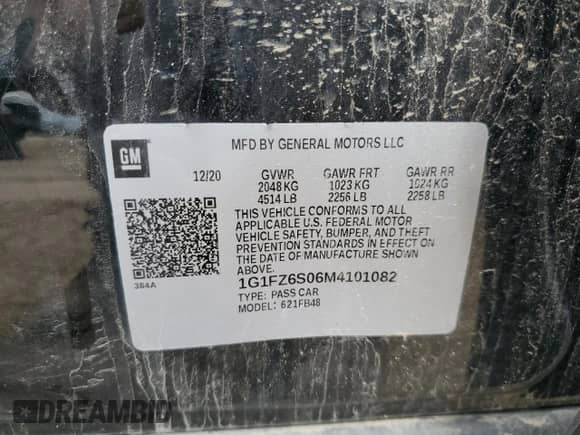 MFD BY GENERAL MOTORS LLC
GM
12/20 GVWR GAWR FRT GAWR RR
2048 KG 1023 KG 1024 KG
4514 LB 2256 LB 2258 LB
THIS VEHICLE CONFORMS TO ALL
APPLICABLE U.S. FEDERAL MOTOR
VEHICLE SAFETY, BUMPER, AND THEFT
PREVENTION STANDARDS IN EFFECT ON
THE DATE OF MANUFACTURE SHOWN
ABOVE.
384A
1G1FZ6S06M4101082
TYPE: PASS CAR
MODEL: 621FB48
DREAMBID